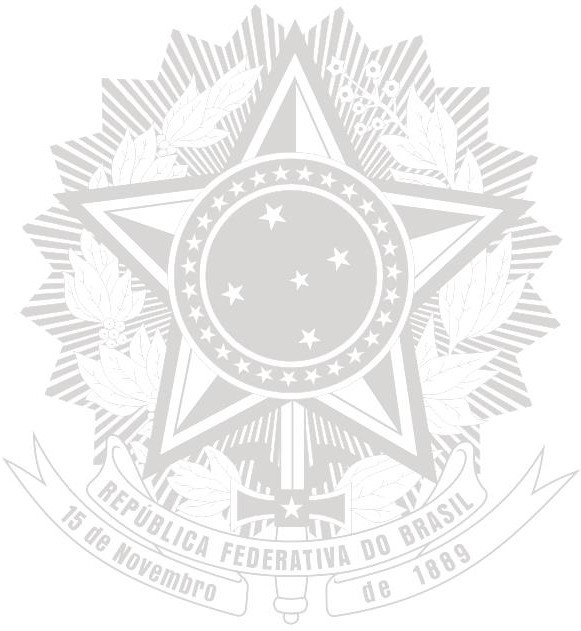 REPÚBLICA FEDERATIVA DO BRASIL
15 de Novembro de 1889